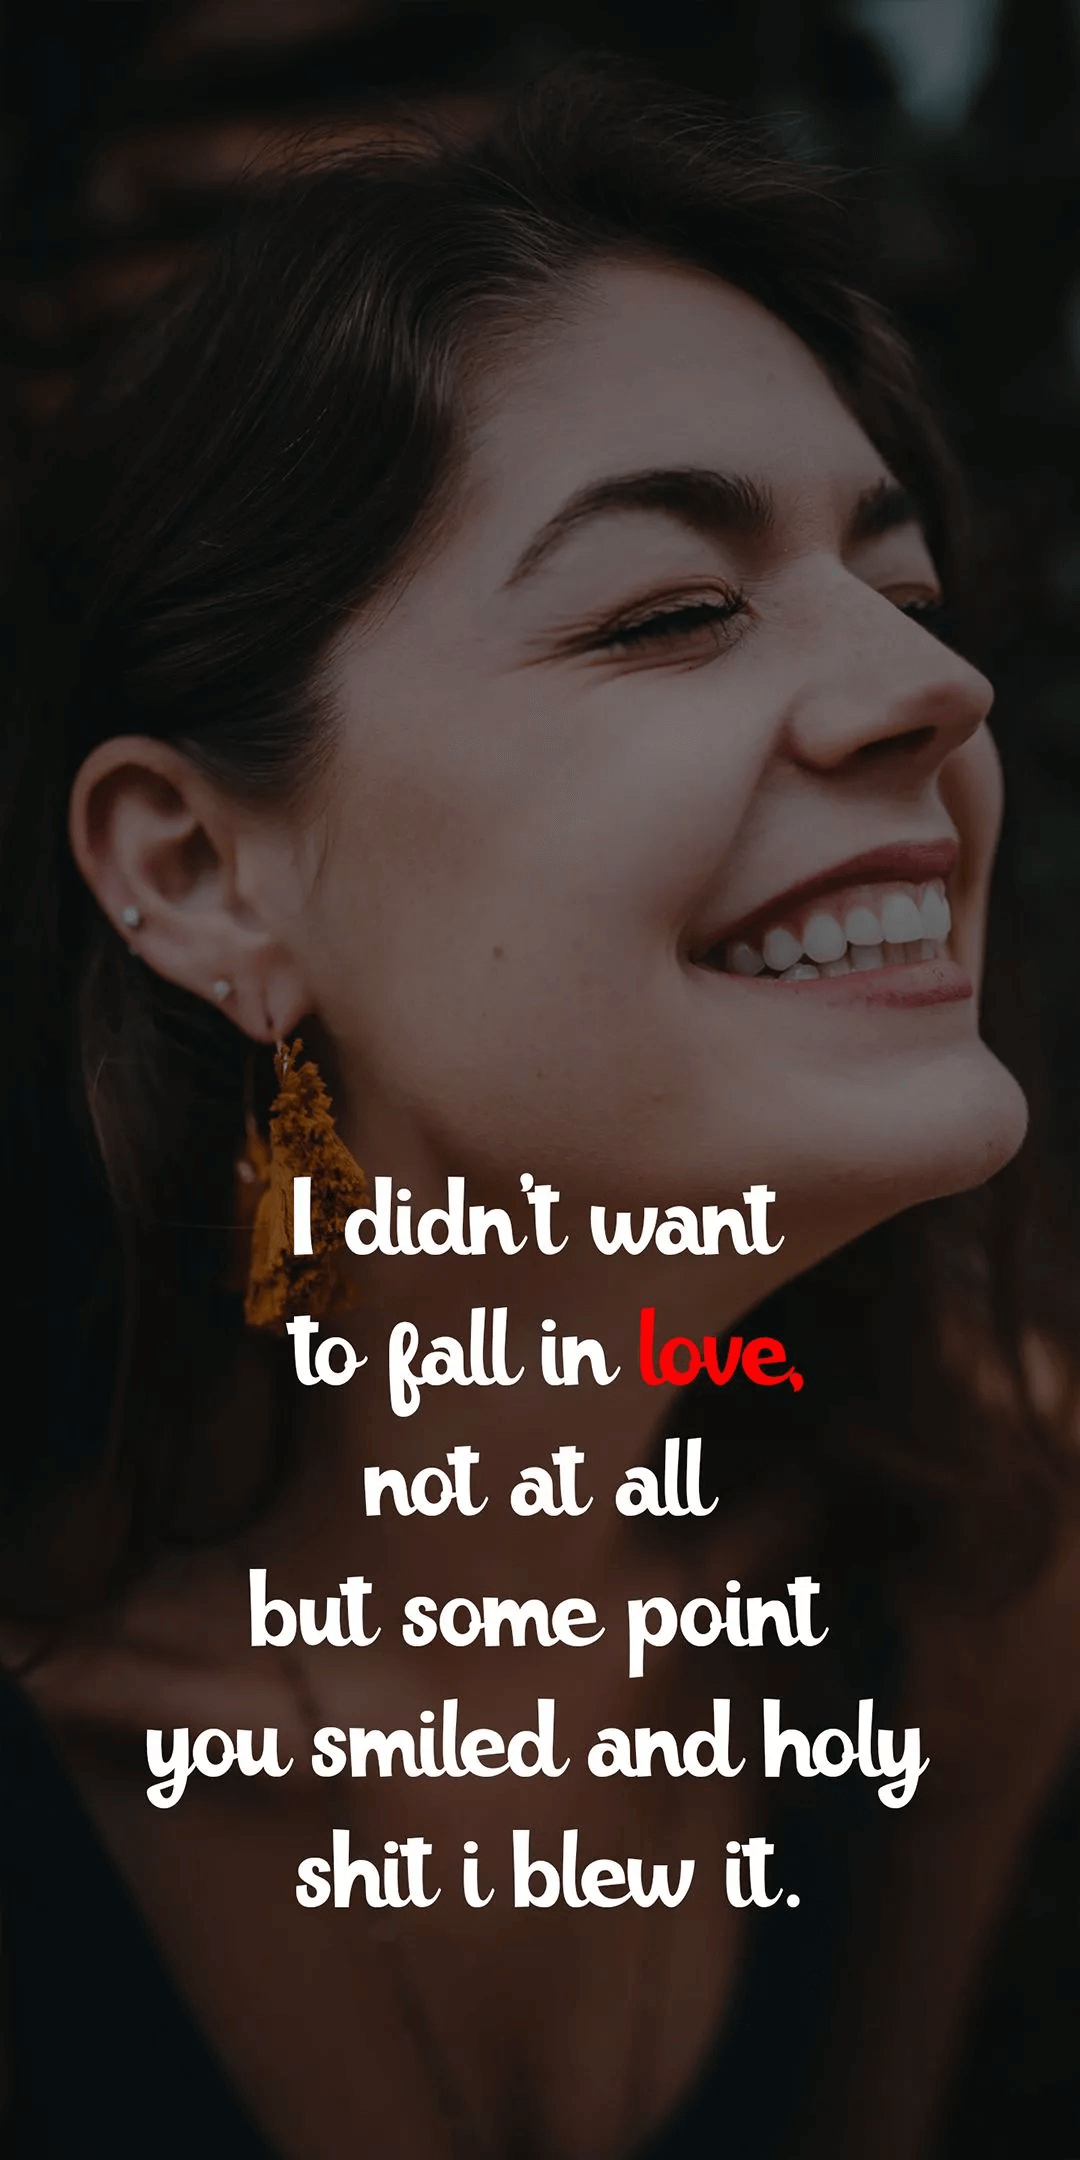 I didn't want
to fall in love,
not at all
but some point
you smiled and holy
shit i blew it.